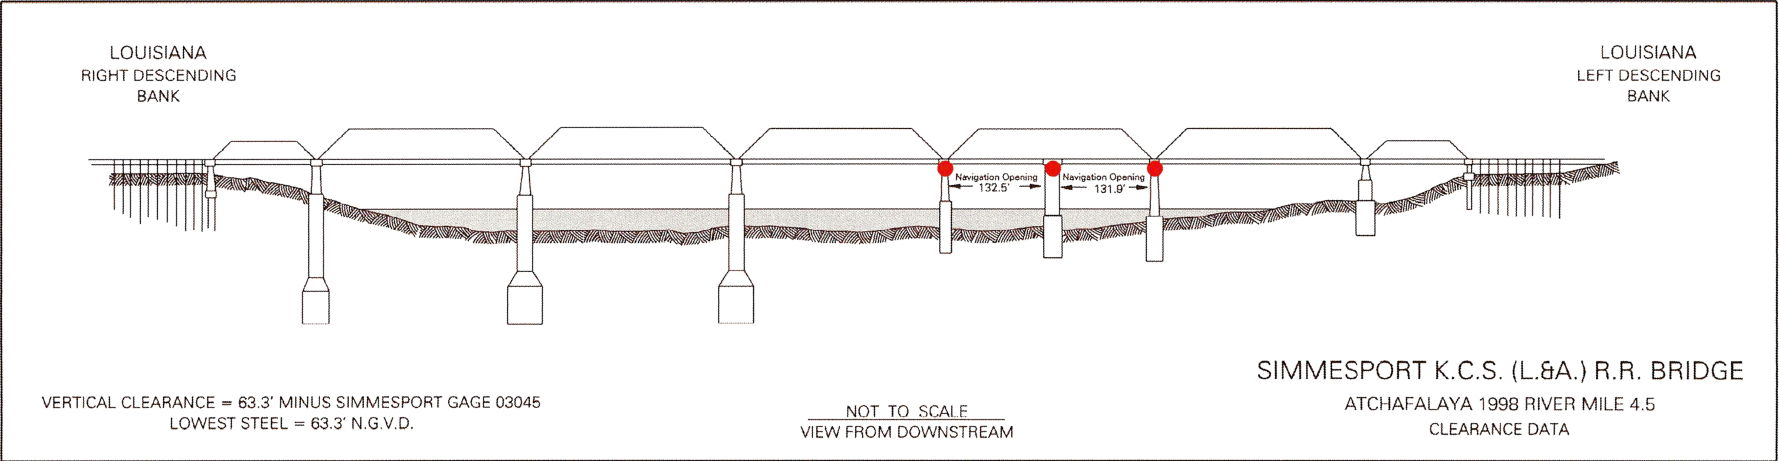 LOUISIANA
RIGHT DESCENDING
BANK
LOUISIANA
LEFT DESCENDING
BANK
Navigation Opening
132.5'
Navigation Opening
131.9'
VERTICAL CLEARANCE = 63.3' MINUS SIMMESPORT GAGE 03045
LOWEST STEEL = 63.3' N.G.V.D.
NOT TO SCALE
VIEW FROM DOWNSTREAM
SIMMESPORT K.C.S. (L.&A.) R.R. BRIDGE
ATCHAFALAYA 1998 RIVER MILE 4.5
CLEARANCE DATA